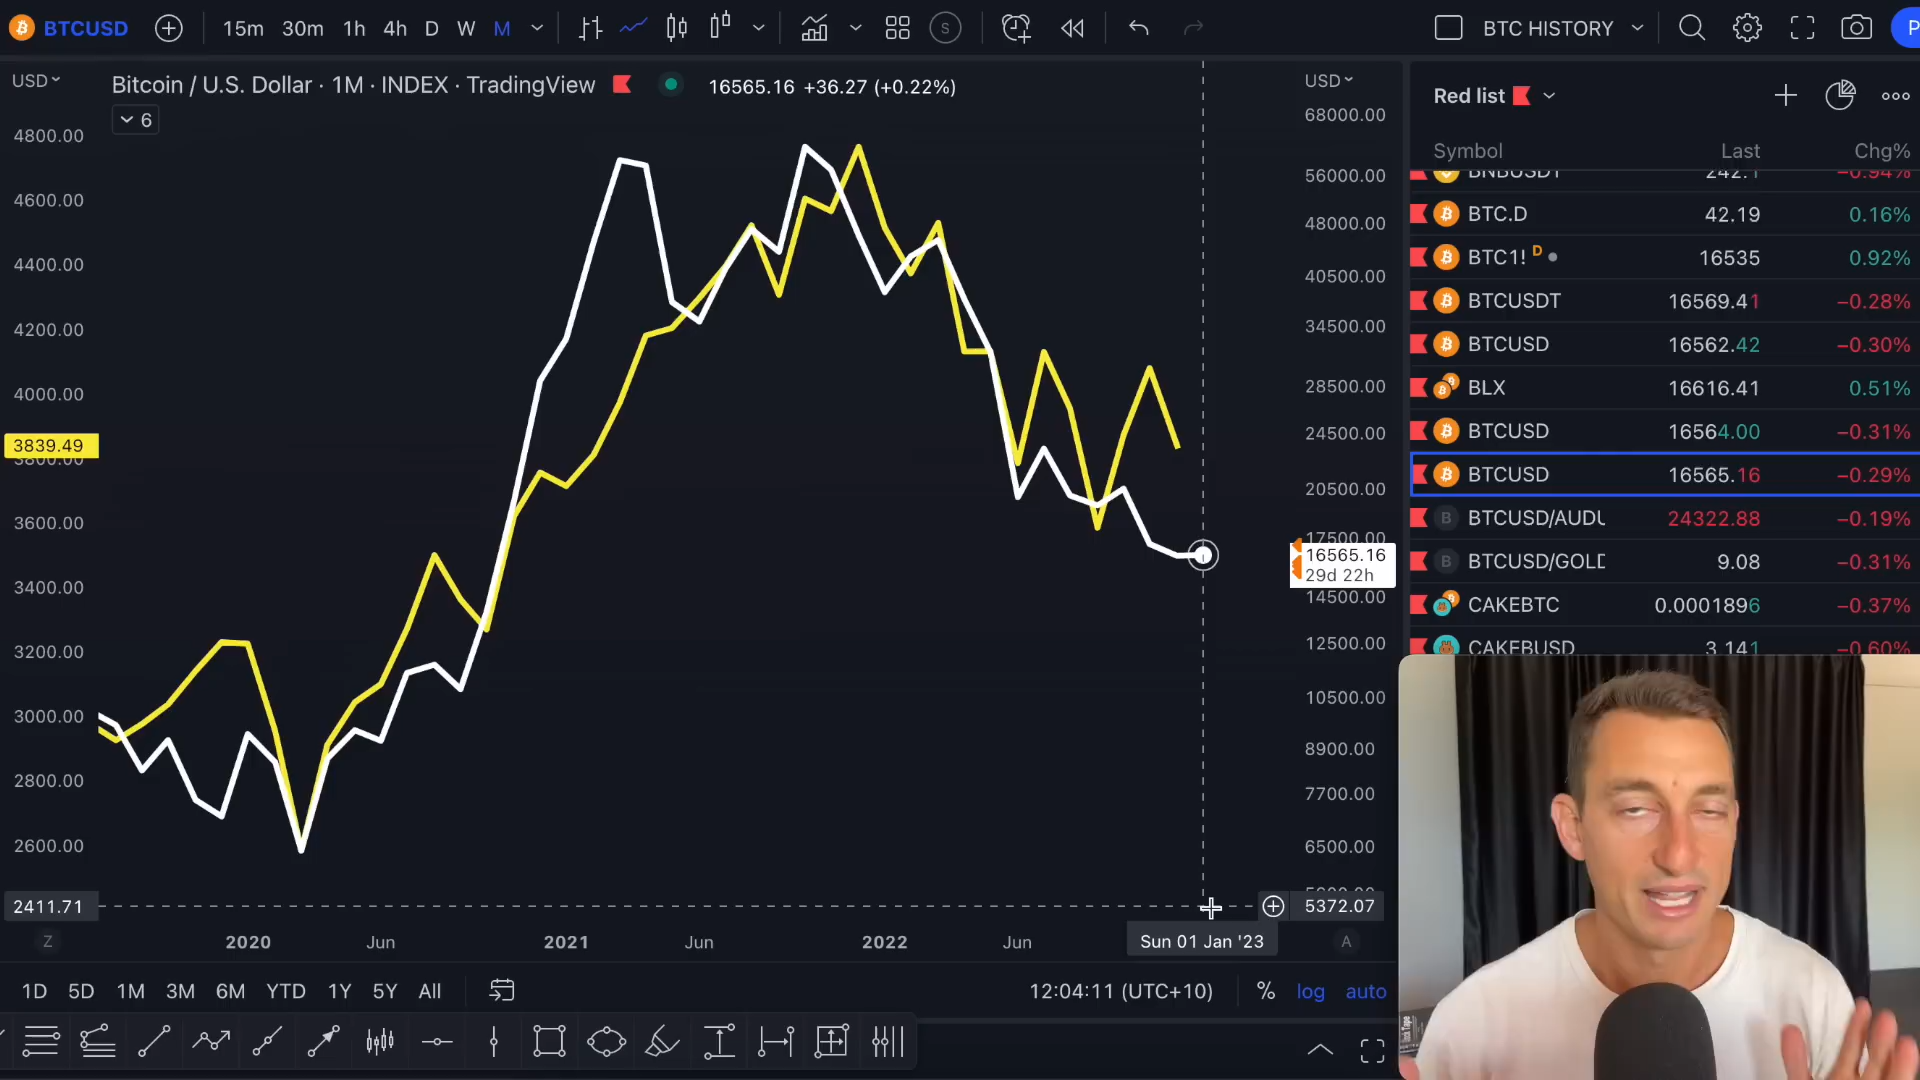 BTCUSD 15m 30m 1h 4h D W M S BTC HISTORY P
USD Bitcoin / U.S. Dollar · 1M · INDEX · TradingView 16565.16 +36.27 (+0.22%) USD
6
4800.00
4600.00
4400.00
4200.00
4000.00
3839.49
3800.00
3600.00
3400.00
3200.00
3000.00
2800.00
2600.00
2411.71
68000.00
56000.00
48000.00
40500.00
34500.00
28500.00
24500.00
20500.00
17500.00
16565.16
29d 22h
14500.00
12500.00
10500.00
8900.00
7700.00
6500.00
5372.07
Z 2020 Jun 2021 Jun 2022 Jun Sun 01 Jan '23 A
1D 5D 1M 3M 6M YTD 1Y 5Y All 12:04:11 (UTC+10) % log auto
Red list
Symbol Last Chg%
BNBUSDT 242.1 −0.94%
BTC.D 42.19 0.16%
BTC1! D 16535 0.92%
BTCUSDT 16569.41 −0.28%
BTCUSD 16562.42 −0.30%
BLX 16616.41 0.51%
BTCUSD 16564.00 −0.31%
BTCUSD 16565.16 −0.29%
B BTCUSD/AUDU 24322.88 −0.19%
B BTCUSD/GOLD 9.08 −0.31%
CAKEBTC 0.0001896 −0.37%
CAKEBUSD 3.141 −0.60%